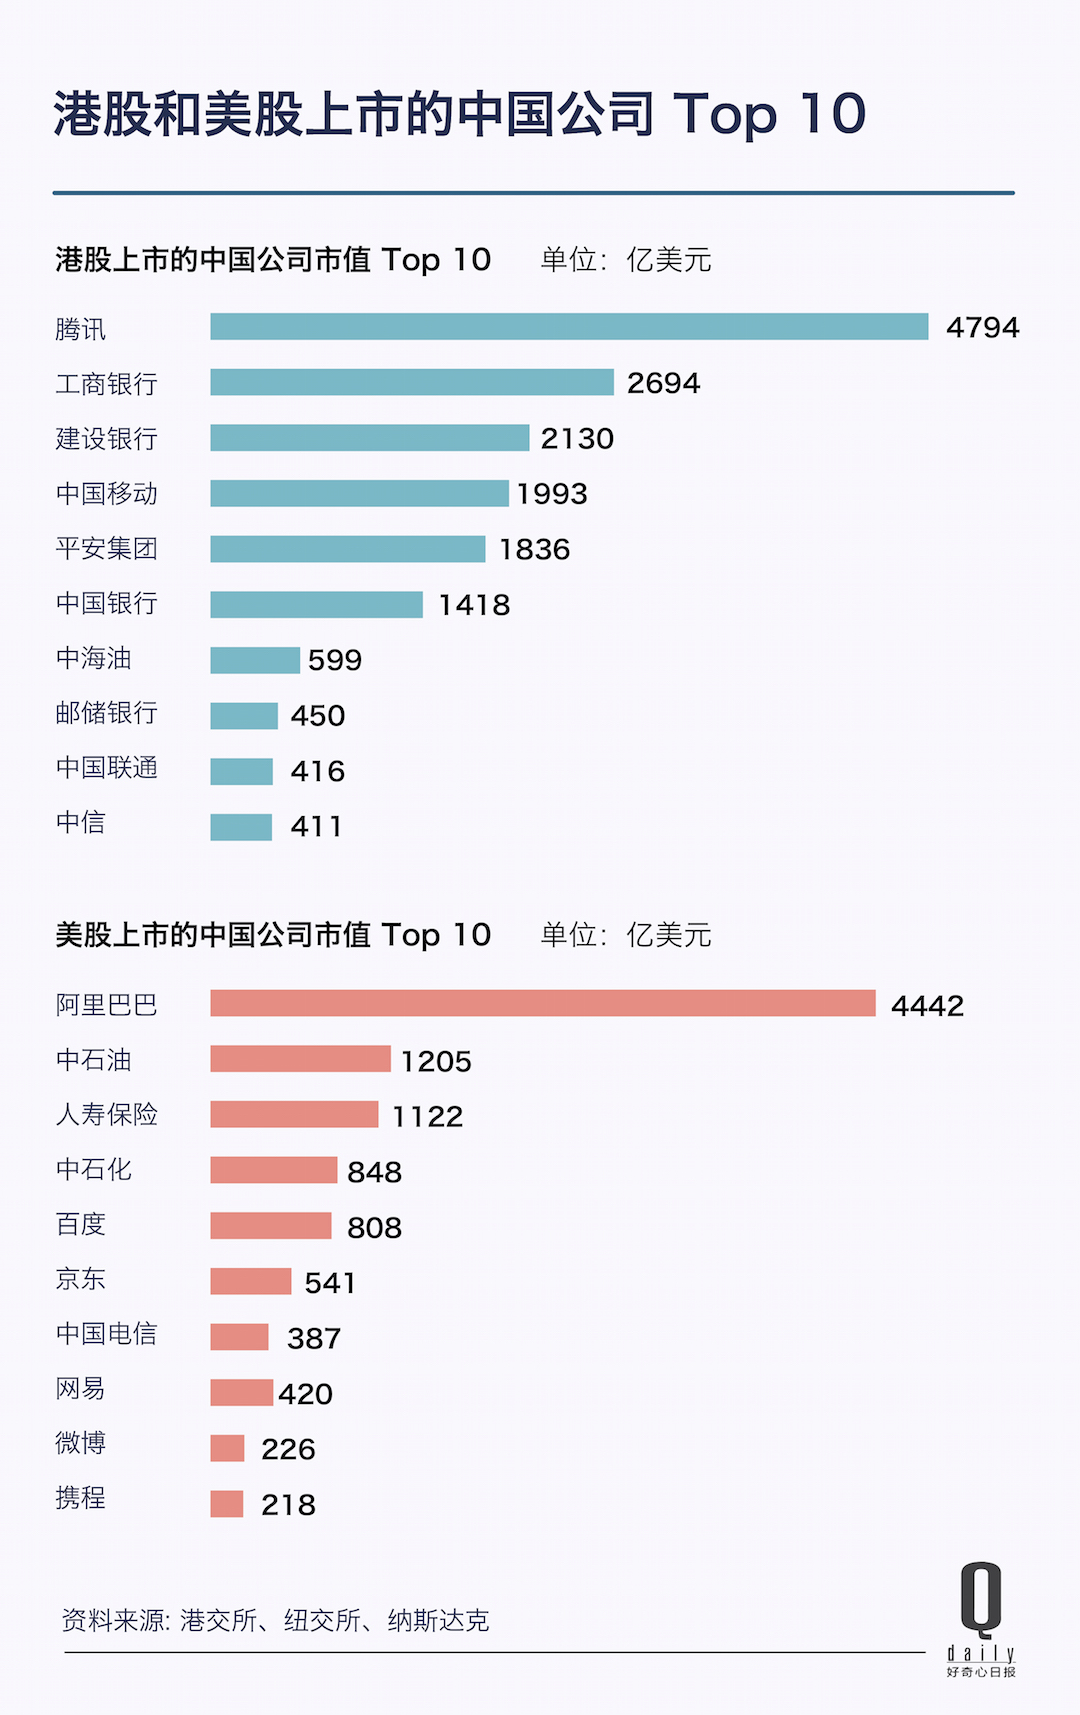 港股和美股上市的中国公司 Top 10
港股上市的中国公司市值 Top 10 单位：亿美元
腾讯 4794
工商银行 2694
建设银行 2130
中国移动 1993
平安集团 1836
中国银行 1418
中海油 599
邮储银行 450
中国联通 416
中信 411
美股上市的中国公司市值 Top 10 单位：亿美元
阿里巴巴 4442
中石油 1205
人寿保险 1122
中石化 848
百度 808
京东 541
中国电信 387
网易 420
微博 226
携程 218
资料来源: 港交所、纽交所、纳斯达克
Q
daily
好奇心日报